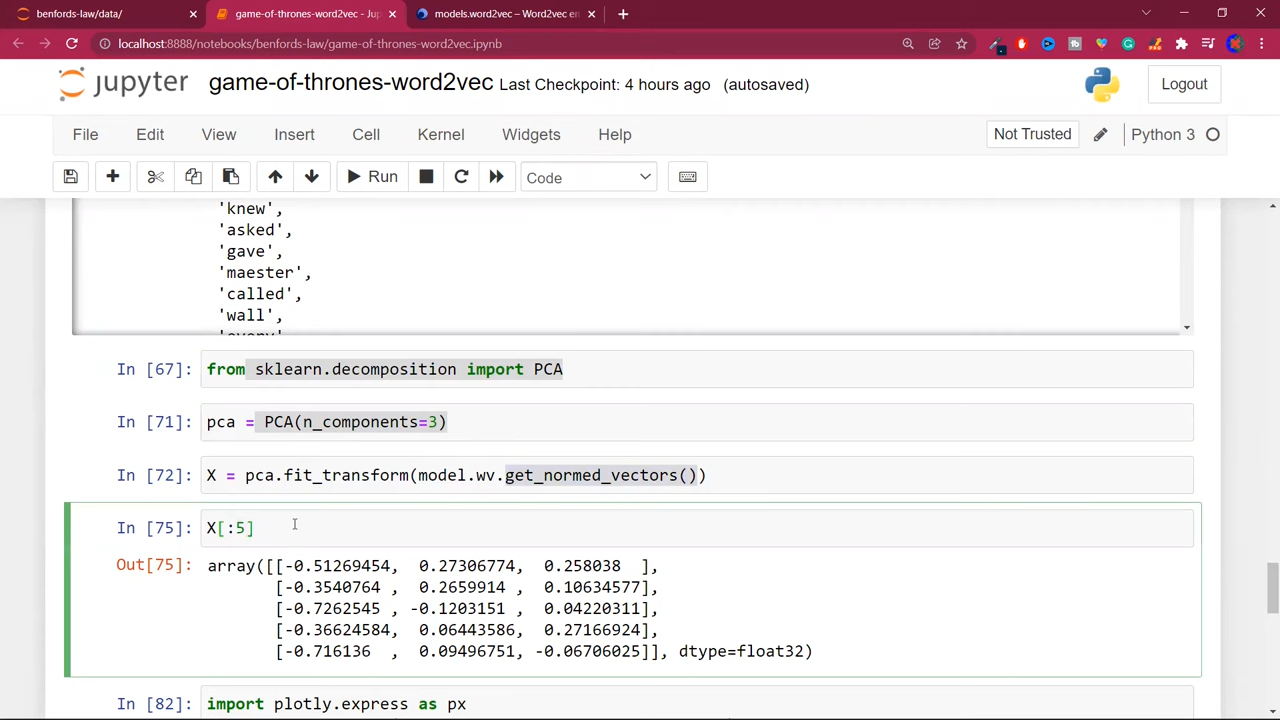 benfords-law/data/
game-of-thrones-word2vec - Jup
models.word2vec – Word2vec en
localhost:8888/notebooks/benfords-law/game-of-thrones-word2vec.ipynb
jupyter game-of-thrones-word2vec Last Checkpoint: 4 hours ago (autosaved) Logout
File Edit View Insert Cell Kernel Widgets Help Not Trusted Python 3
Run Code
'knew',
'asked',
'gave',
'maester',
'called',
'wall',
In [67]: from sklearn.decomposition import PCA
In [71]: pca = PCA(n_components=3)
In [72]: X = pca.fit_transform(model.wv.get_normed_vectors())
In [75]: X[:5]
Out[75]: array([[-0.51269454, 0.27306774, 0.258038 ],
[-0.3540764 , 0.2659914 , 0.10634577],
[-0.7262545 , -0.1203151 , 0.04220311],
[-0.36624584, 0.06443586, 0.27166924],
[-0.716136 , 0.09496751, -0.06706025]], dtype=float32)
In [82]: import plotly.express as px